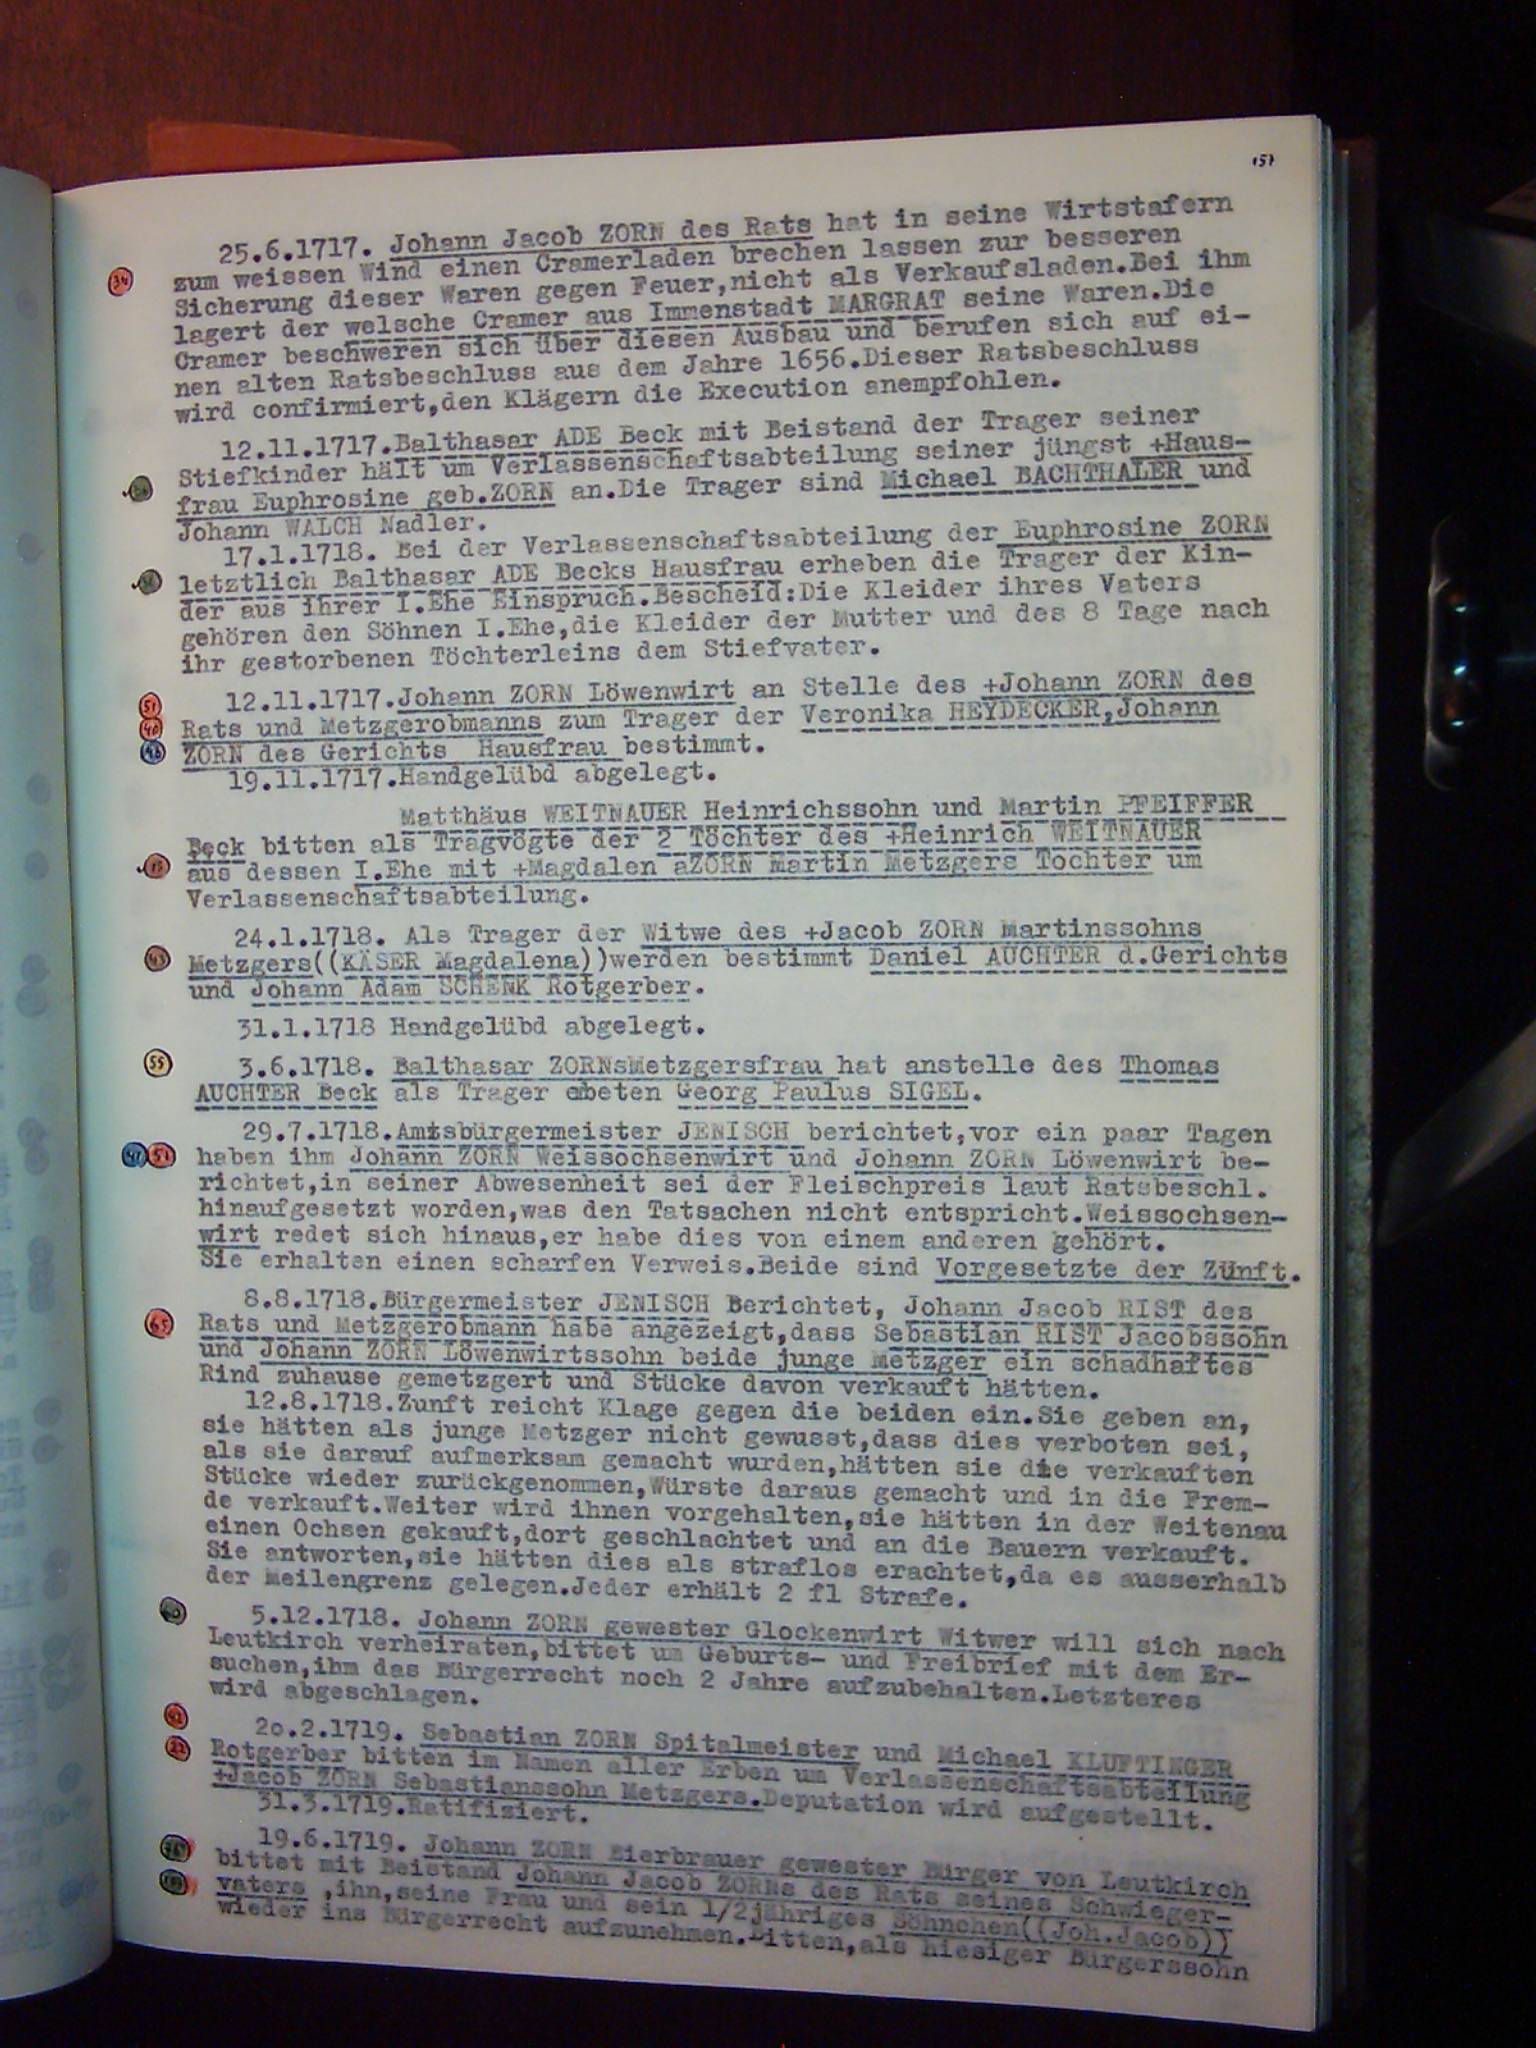 157
25.6.1717. Johann Jacob ZORN des Rats hat in seine Wirtstafern
34
zum weissen Wind einen Cramerladen brechen lassen zur besseren
Sicherung dieser Waren gegen Feuer,nicht als Verkaufsladen.Bei ihm
lagert der welsche Cramer aus Immenstadt MARGRAT seine Waren.Die
Cramer beschweren sich über diesen Ausbau und berufen sich auf ei-
nen alten Ratsbeschluss aus dem Jahre 1656.Dieser Ratsbeschluss
wird confirmiert,den Klägern die Execution anempfohlen.
12.11.1717.Balthasar ADE Beck mit Beistand der Trager seiner
Stiefkinder hält um Verlassenschaftsabteilung seiner jüngst +Haus-
frau Euphrosine geb.ZORN an.Die Trager sind Michael BACHTHALER und
Johann WALCH Nadler.
17.1.1718. Bei der Verlassenschaftsabteilung der Euphrosine ZORN
letztlich Balthasar ADE Becks Hausfrau erheben die Trager der Kin-
der aus ihrer I.Ehe Einspruch.Bescheid:Die Kleider ihres Vaters
gehören den Söhnen I.Ehe,die Kleider der Mutter und des 8 Tage nach
ihr gestorbenen Töchterleins dem Stiefvater.
51
12.11.1717.Johann ZORN Löwenwirt an Stelle des +Johann ZORN des
40
Rats und Metzgerobmanns zum Trager der Veronika HEYDECKER,Johann
46
ZORN des Gerichts Hausfrau bestimmt.
19.11.1717.Handgelübd abgelegt.
Matthäus WEITNAUER Heinrichssohn und Martin PFEIFFER
Beck bitten als Tragvögte der 2 Töchter des +Heinrich WEITNAUER
15
aus dessen I.Ehe mit +Magdalen aZORN Martin Metzgers Tochter um
Verlassenschaftsabteilung.
24.1.1718. Als Trager der Witwe des +Jacob ZORN Martinssohns
43
Metzgers((KÄSER Magdalena))werden bestimmt Daniel AUCHTER d.Gerichts
und Johann Adam SCHENK Rotgerber.
31.1.1718 Handgelübd abgelegt.
55
3.6.1718. Balthasar ZORNsMetzgersfrau hat anstelle des Thomas
AUCHTER Beck als Trager ebeten Georg Paulus SIGEL.
29.7.1718.Amtsbürgermeister JENISCH berichtet,vor ein paar Tagen
41 51
haben ihm Johann ZORN Weissochsenwirt und Johann ZORN Löwenwirt be-
richtet,in seiner Abwesenheit sei der Fleischpreis laut Ratsbeschl.
hinaufgesetzt worden,was den Tatsachen nicht entspricht.Weissochsen-
wirt redet sich hinaus,er habe dies von einem anderen gehört.
Sie erhalten einen scharfen Verweis.Beide sind Vorgesetzte der Zünft.
8.8.1718.Bürgermeister JENISCH Berichtet, Johann Jacob RIST des
65
Rats und Metzgerobmann habe angezeigt,dass Sebastian RIST Jacobssohn
und Johann ZORN Löwenwirtssohn beide junge Metzger ein schadhaftes
Rind zuhause gemetzgert und Stücke davon verkauft hätten.
12.8.1718.Zunft reicht Klage gegen die beiden ein.Sie geben an,
sie hätten als junge Metzger nicht gewusst,dass dies verboten sei,
als sie darauf aufmerksam gemacht wurden,hätten sie die verkauften
Stücke wieder zurückgenommen,Würste daraus gemacht und in die Frem-
de verkauft.Weiter wird ihnen vorgehalten,sie hätten in der Weitenau
einen Ochsen gekauft,dort geschlachtet und an die Bauern verkauft.
Sie antworten,sie hätten dies als straflos erachtet,da es ausserhalb
der Meilengrenz gelegen.Jeder erhält 2 fl Strafe.
5.12.1718. Johann ZORN gewester Glockenwirt Witwer will sich nach
Leutkirch verheiraten,bittet um Geburts- und Freibrief mit dem Er-
suchen,ihm das Bürgerrecht noch 2 Jahre aufzubehalten.Letzteres
wird abgeschlagen.
2o.2.1719. Sebastian ZORN Spitalmeister und Michael KLUFTINGER
22
Rotgerber bitten im Namen aller Erben um Verlassenschaftsabteilung
+Jacob ZORN Sebastianssohn Metzgers.Deputation wird aufgestellt.
31.3.1719.Ratifiziert.
19.6.1719. Johann ZORN Bierbrauer gewester Bürger von Leutkirch
bittet mit Beistand Johann Jacob ZORNs des Rats seines Schwieger-
vaters ,ihn,seine Frau und sein 1/2jähriges Söhnchen((Joh.Jacob))
wieder ins Bürgerrecht aufzunehmen.Bitten,als hiesiger Bürgerssohn